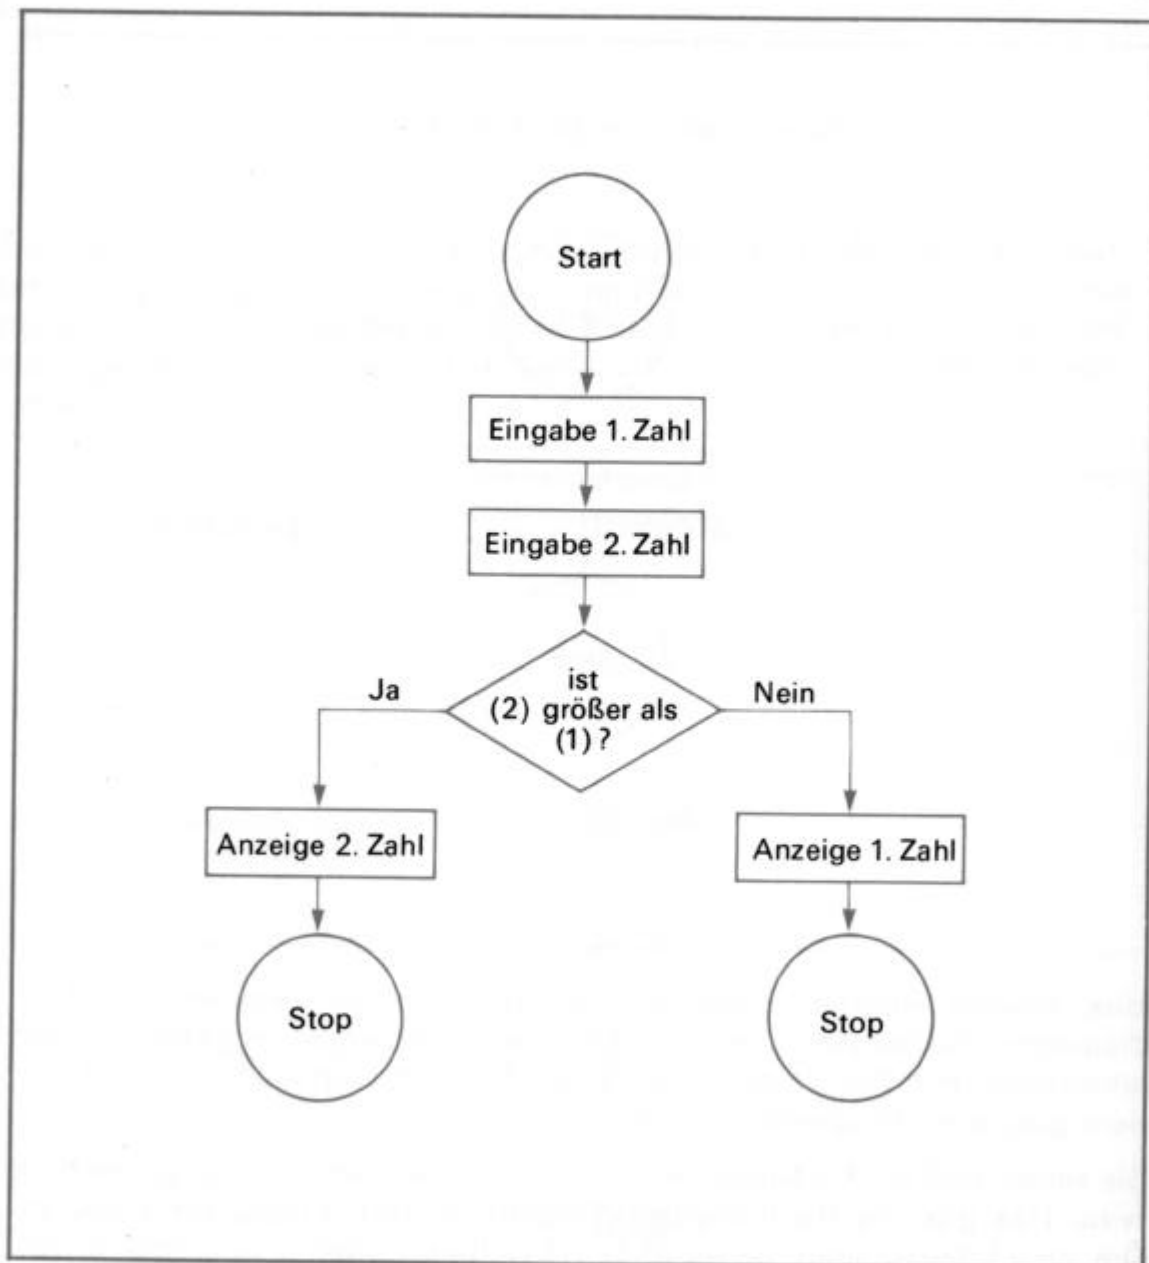 Start
Eingabe 1. Zahl
Eingabe 2. Zahl
ist
(2) größer als
(1) ?
Ja
Nein
Anzeige 2. Zahl
Anzeige 1. Zahl
Stop
Stop